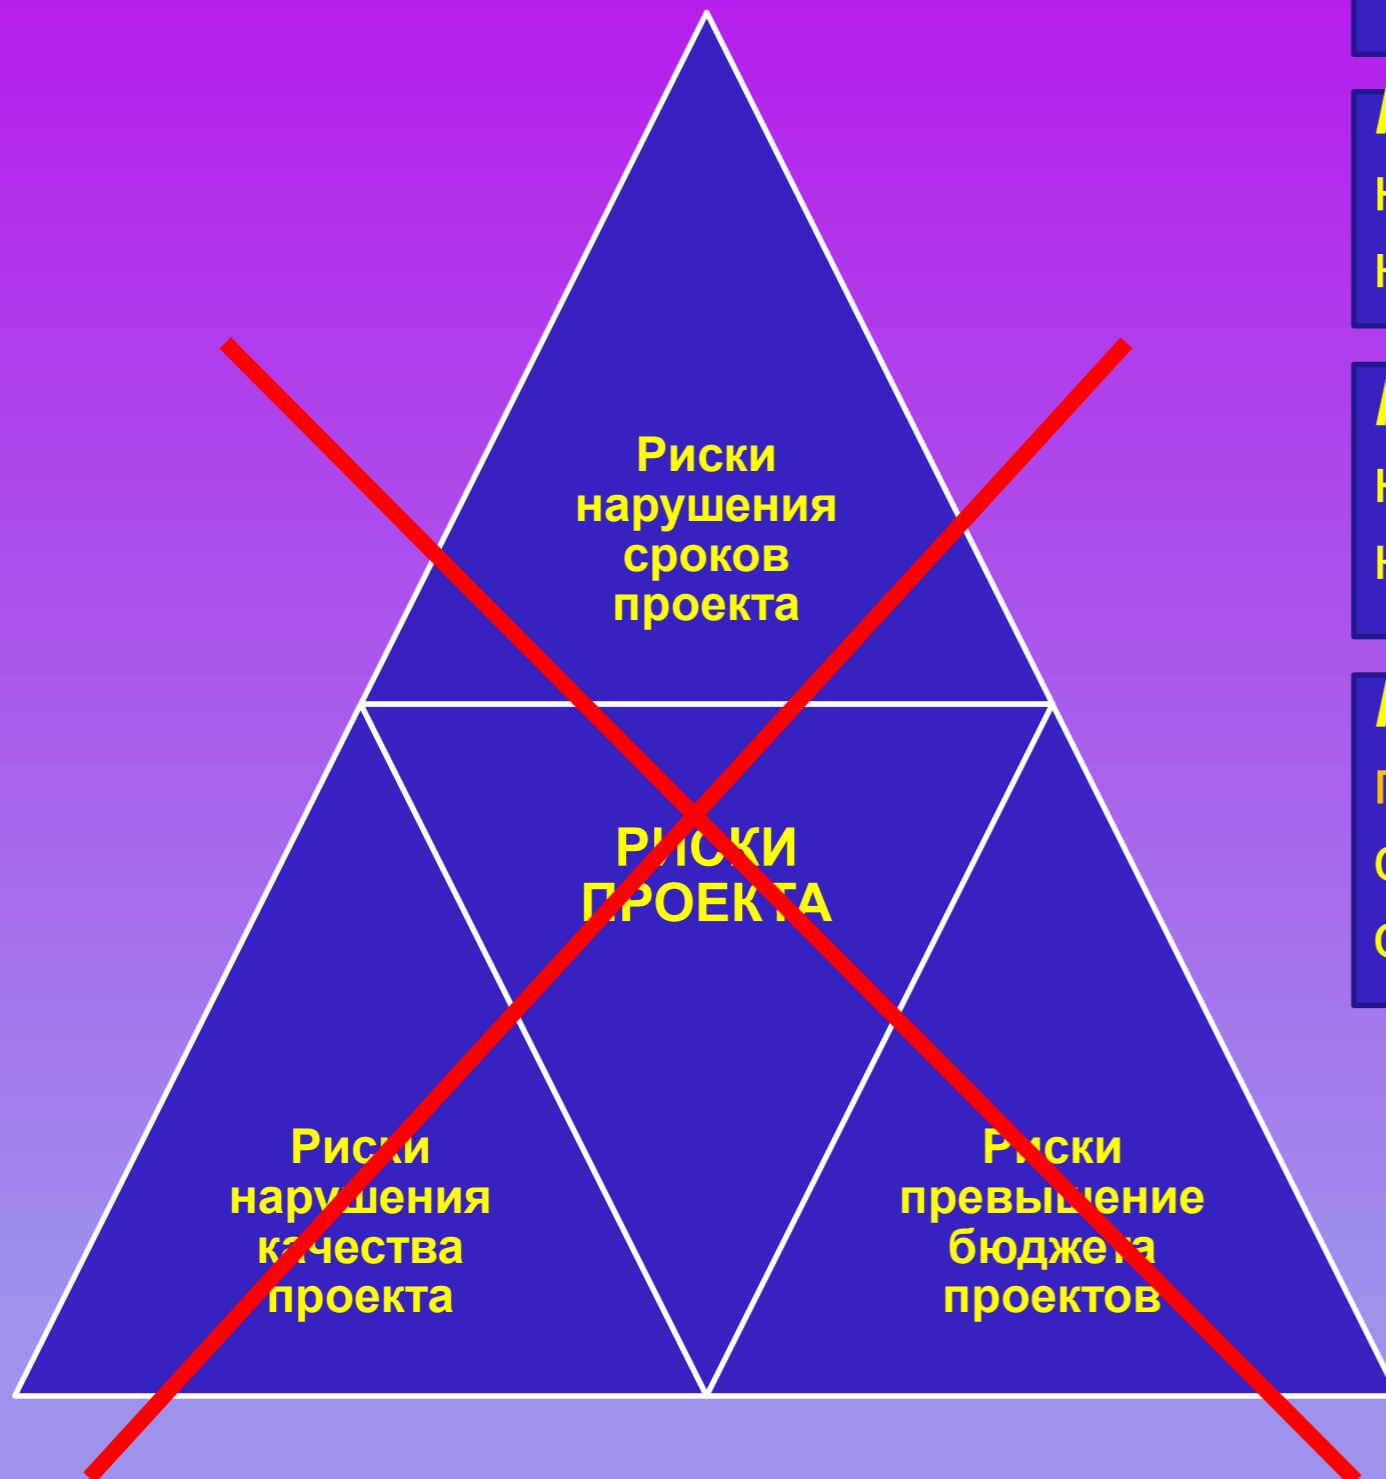 Риски
нарушения
сроков
проекта
РИСКИ
ПРОЕКТА
Риски
нарушения
качества
проекта
Риски
превышение
бюджета
проектов